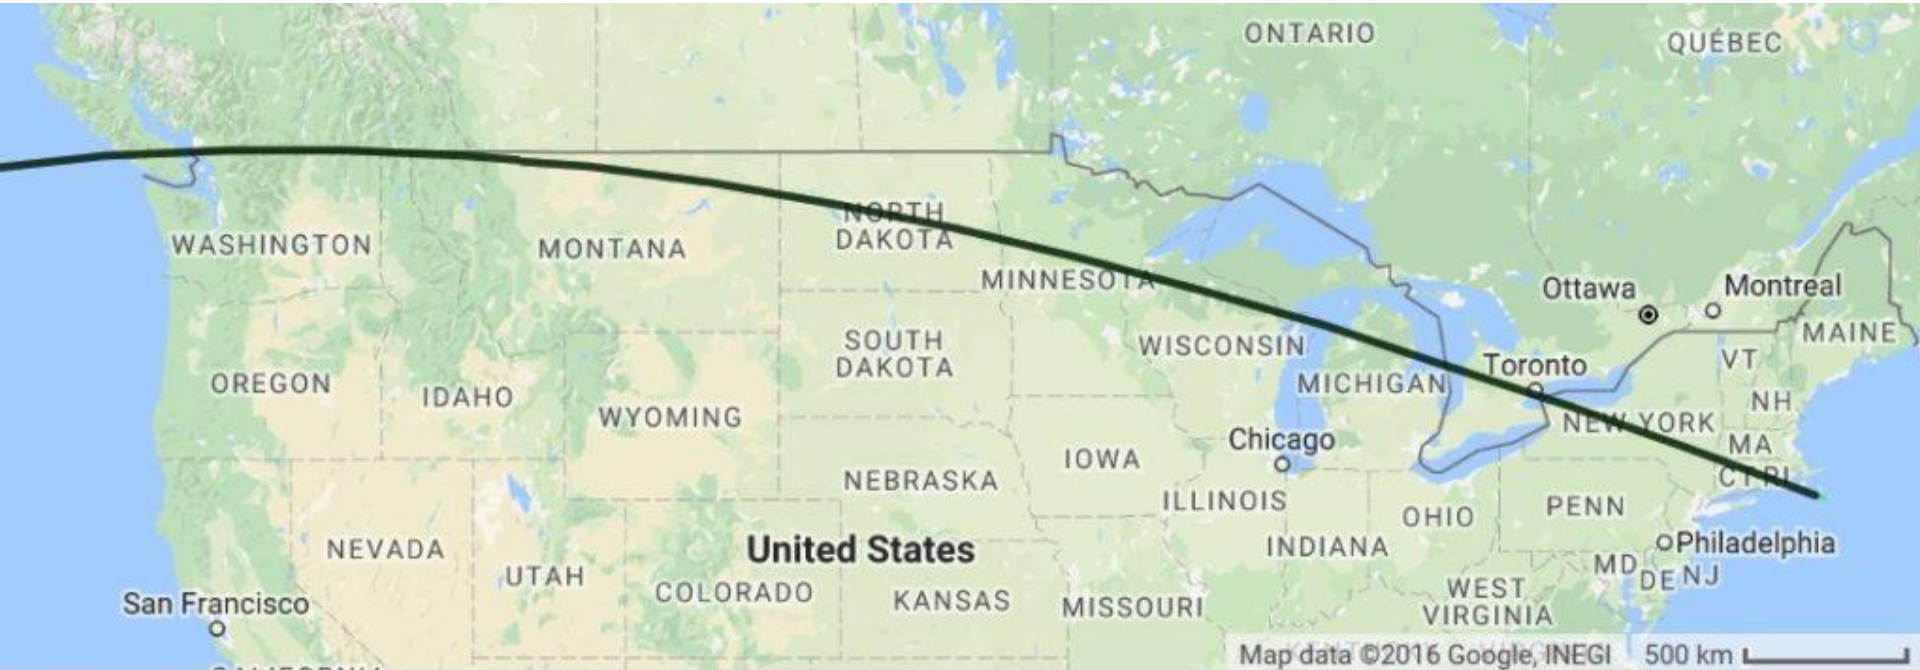 ONTARIO
QUÉBEC
NORTH
DAKOTA
WASHINGTON
MONTANA
MINNESOTA
Ottawa
Montreal
MAINE
SOUTH
DAKOTA
WISCONSIN
Toronto
VT
OREGON
IDAHO
WYOMING
MICHIGAN
NH
NEW YORK
Chicago
MA
IOWA
CT RI
NEBRASKA
ILLINOIS
OHIO
PENN
NEVADA
United States
INDIANA
Philadelphia
UTAH
MD
DE
NJ
COLORADO
KANSAS
MISSOURI
WEST
VIRGINIA
San Francisco
Map data ©2016 Google, INEGI
500 km